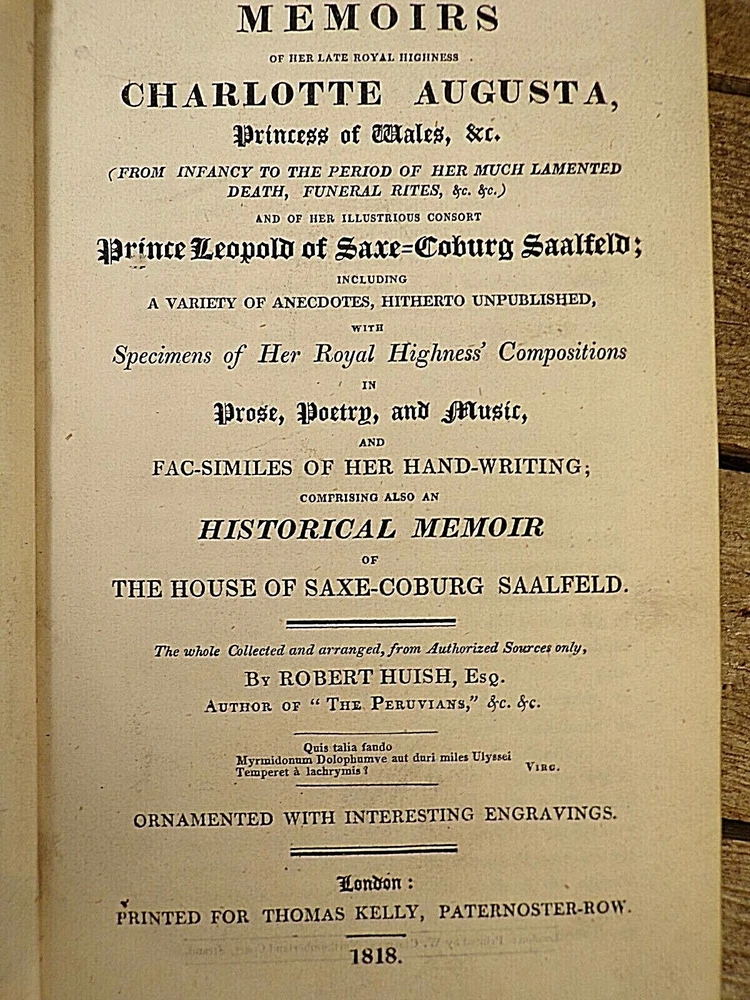 MEMOIRS
OF HER LATE ROYAL HIGHNESS
CHARLOTTE AUGUSTA,
Princess of Wales, &c.
(FROM INFANCY TO THE PERIOD OF HER MUCH LAMENTED
DEATH, FUNERAL RITES, &c. &c.)
AND OF HER ILLUSTRIOUS CONSORT
Prince Leopold of Saxe=Coburg Saalfeld;
INCLUDING
A VARIETY OF ANECDOTES, HITHERTO UNPUBLISHED,
WITH
Specimens of Her Royal Highness' Compositions
IN
Prose, Poetry, and Music,
AND
FAC-SIMILES OF HER HAND-WRITING;
COMPRISING ALSO AN
HISTORICAL MEMOIR
OF
THE HOUSE OF SAXE-COBURG SAALFELD.
The whole Collected and arranged, from Authorized Sources only,
By ROBERT HUISH, Esq.
Author of “ The Peruvians,” &c. &c.
Quis talia fando
Myrmidonum Dolophumve aut duri miles Ulyssei
Temperet à lachrymis? Virg.
ORNAMENTED WITH INTERESTING ENGRAVINGS.
London:
PRINTED FOR THOMAS KELLY, PATERNOSTER-ROW.
1818.